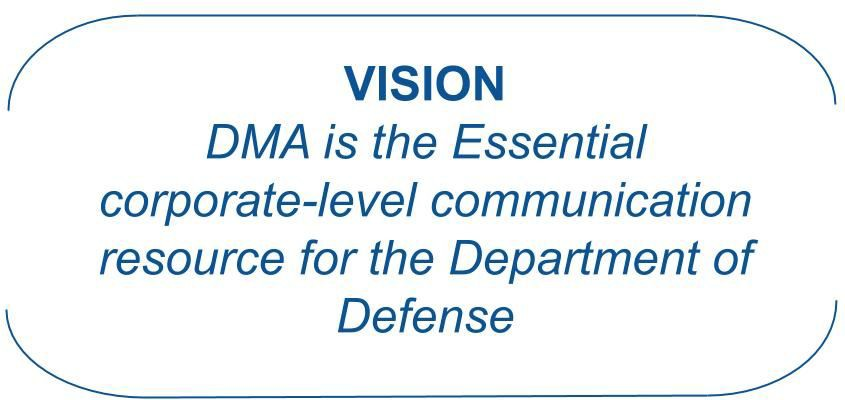 VISION
DMA is the Essential
corporate-level communication
resource for the Department of
Defense